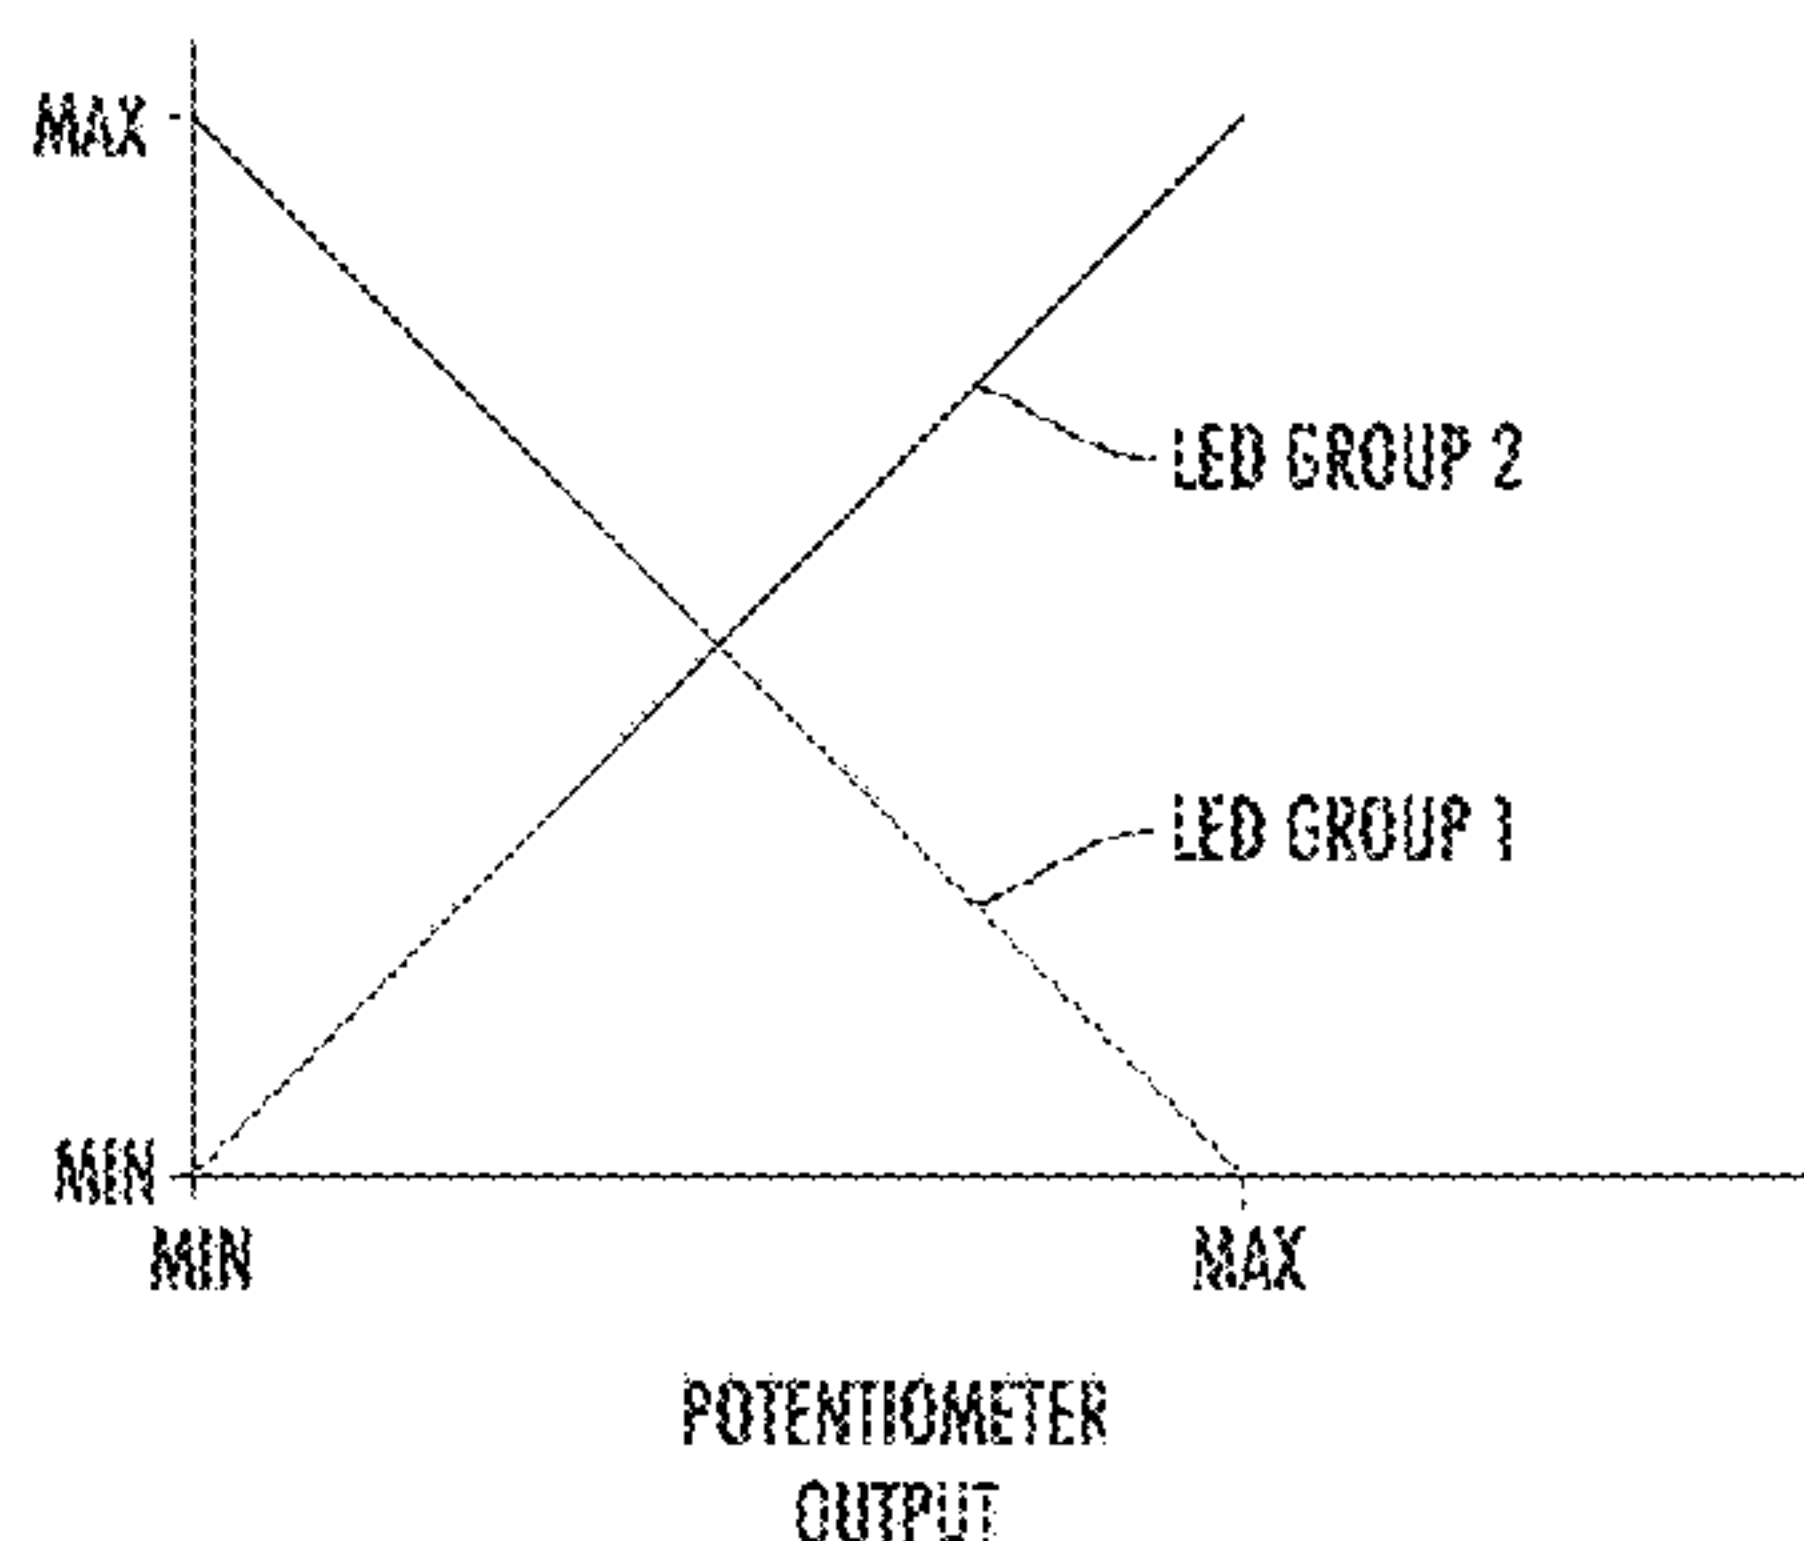 MAX
LED GROUP 2
LED GROUP 1
MIN
MIN
MAX
POTENTIOMETER
OUTPUT